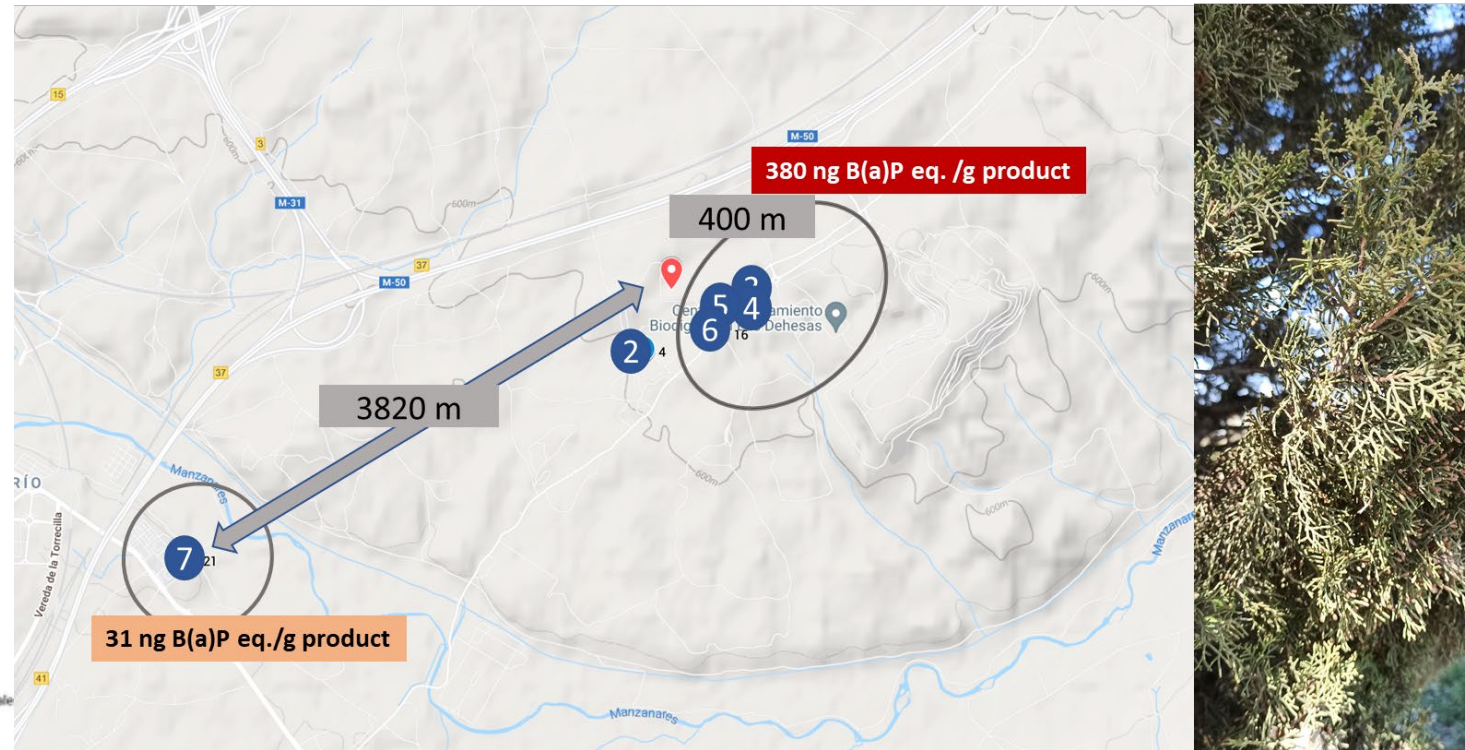 15
3
M-50
600m
600m
M-31
380 ng B(a)P eq. /g product
400 m
37
M-50
5
4
6
16
Dehesas
2
4
37
3820 m
RÍO
Manzanares
600m
600m
Manzanares
7
21
Vereda de la Torrecilla
31 ng B(a)P eq./g product
41
Manzanares